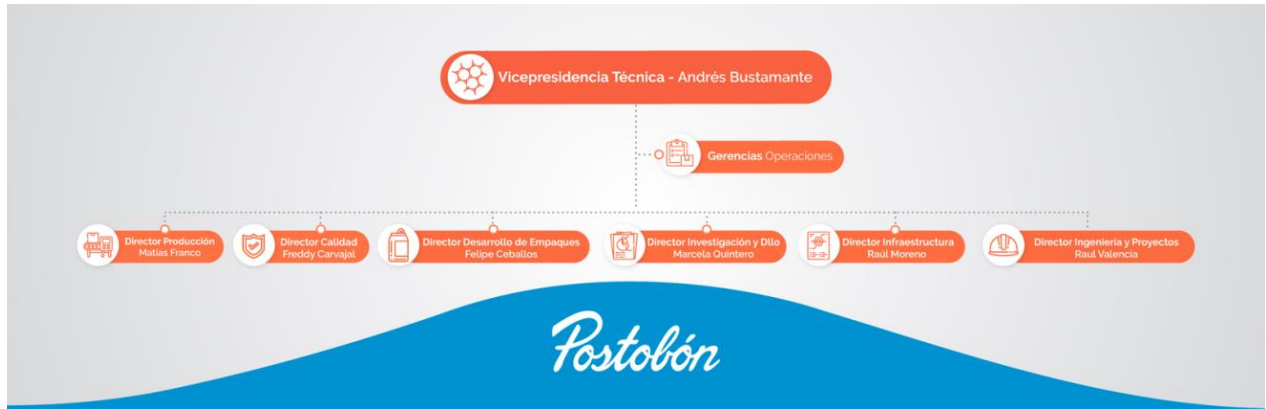 Vicepresidencia Técnica - Andrés Bustamante
Gerencias Operaciones
Director Producción
Matias Franco
Director Calidad
Freddy Carvajal
Director Desarrollo de Empaques
Felipe Ceballos
Director Investigación y Dllo
Marcela Quintero
Director Infraestructura
Raúl Moreno
Director Ingenieria y Proyectos
Raul Valencia
Postobón